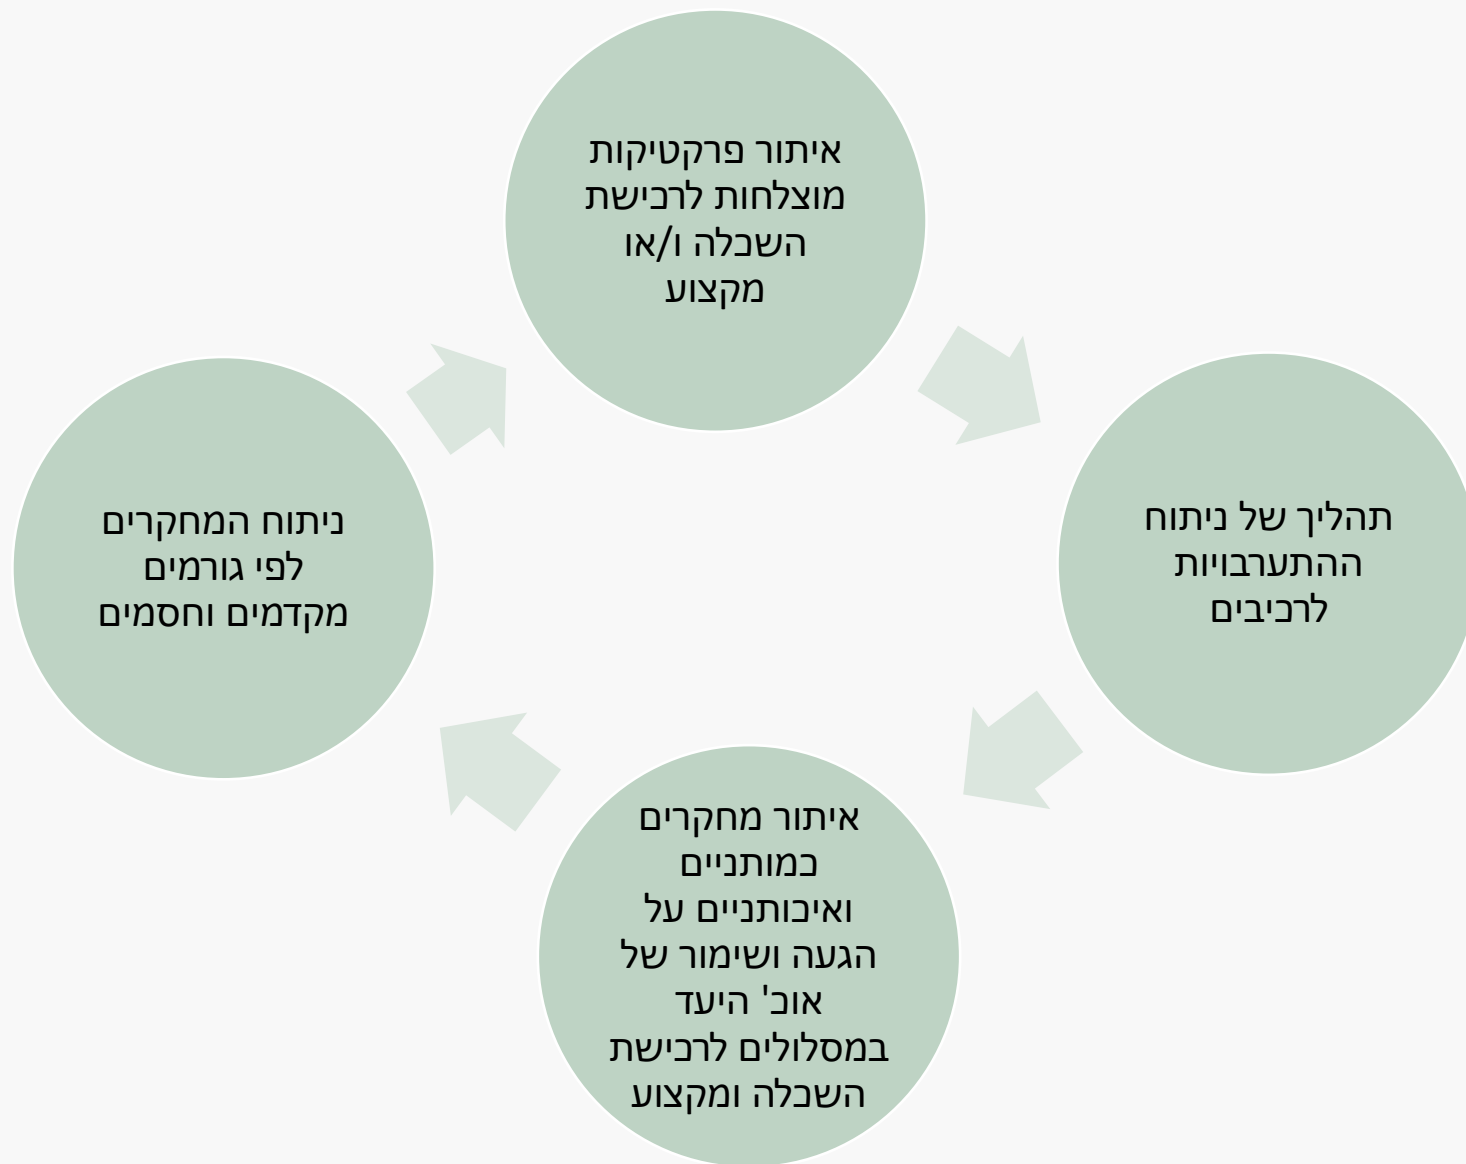 איתור פרקטיקות
מוצלחות לרכישת
השכלה ו/או
מקצוע
תהליך של ניתוח
ההתערבויות
לרכיבים
איתור מחקרים
כמותניים
ואיכותניים על
הגעה ושימור של
אוכ' היעד
במסלולים לרכישת
השכלה ומקצוע
ניתוח המחקרים
לפי גורמים
מקדמים וחסמים